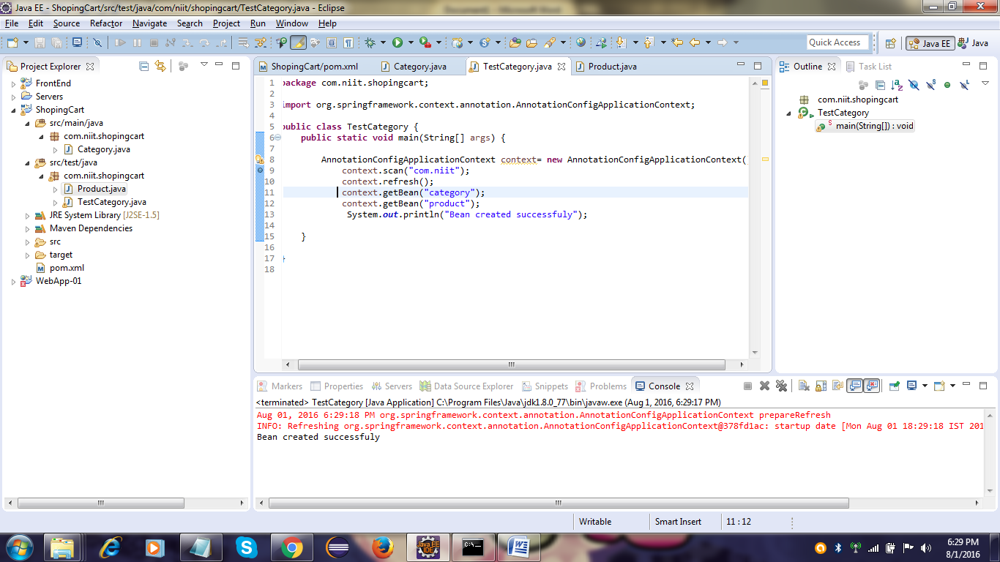 Java EE - ShopingCart/src/test/java/com/niit/shopingcart/TestCategory.java - Eclipse
File Edit Source Refactor Navigate Search Project Run Window Help
Quick Access
Java EE
Java
Project Explorer
FrontEnd
Servers
ShopingCart
src/main/java
com.niit.shopingcart
Category.java
src/test/java
com.niit.shopingcart
Product.java
TestCategory.java
JRE System Library [J2SE-1.5]
Maven Dependencies
src
target
pom.xml
WebApp-01
ShopingCart/pom.xml Category.java TestCategory.java Product.java
1 package com.niit.shopingcart;
2
3 import org.springframework.context.annotation.AnnotationConfigApplicationContext;
4
5 public class TestCategory {
6 public static void main(String[] args) {
7
8 AnnotationConfigApplicationContext context= new AnnotationConfigApplicationContext(
9 context.scan("com.niit");
10 context.refresh();
11 context.getBean("category");
12 context.getBean("product");
13 System.out.println("Bean created successfuly");
14
15 }
16
17 }
18
Outline Task List
com.niit.shopingcart
TestCategory
main(String[]) : void
Markers Properties Servers Data Source Explorer Snippets Problems Console
<terminated> TestCategory [Java Application] C:\Program Files\Java\jdk1.8.0_77\bin\javaw.exe (Aug 1, 2016, 6:29:17 PM)
Aug 01, 2016 6:29:18 PM org.springframework.context.annotation.AnnotationConfigApplicationContext prepareRefresh
INFO: Refreshing org.springframework.context.annotation.AnnotationConfigApplicationContext@378fd1ac: startup date [Mon Aug 01 18:29:18 IST 201
Bean created successfuly
Writable Smart Insert 11 : 12
Java EE
IDE
C:\
6:29 PM
8/1/2016